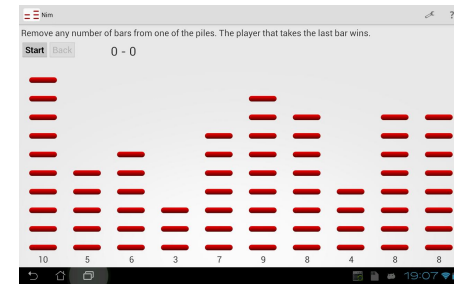 Nim
?
Remove any number of bars from one of the piles. The player that takes the last bar wins.
Start Back 0 - 0
10 5 6 3 7 9 8 4 8 8
19:07